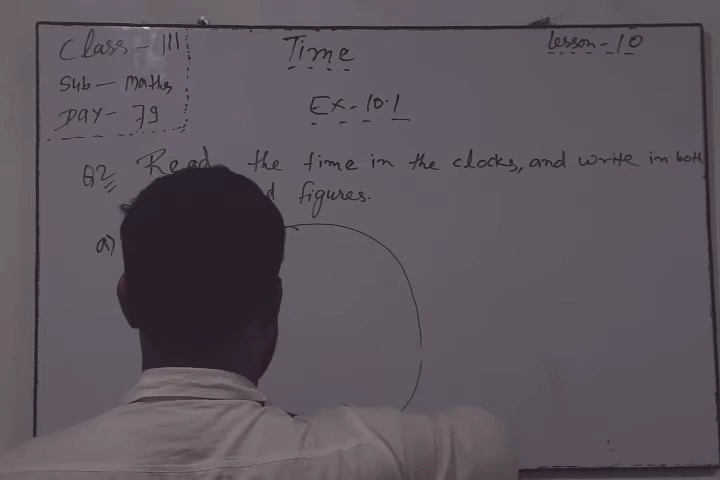 Class - III
Time
Lesson - 10
Sub - Maths
Day - 79
Ex - 10.1
Q2 Read the time in the clocks, and write in both
figures.
a)